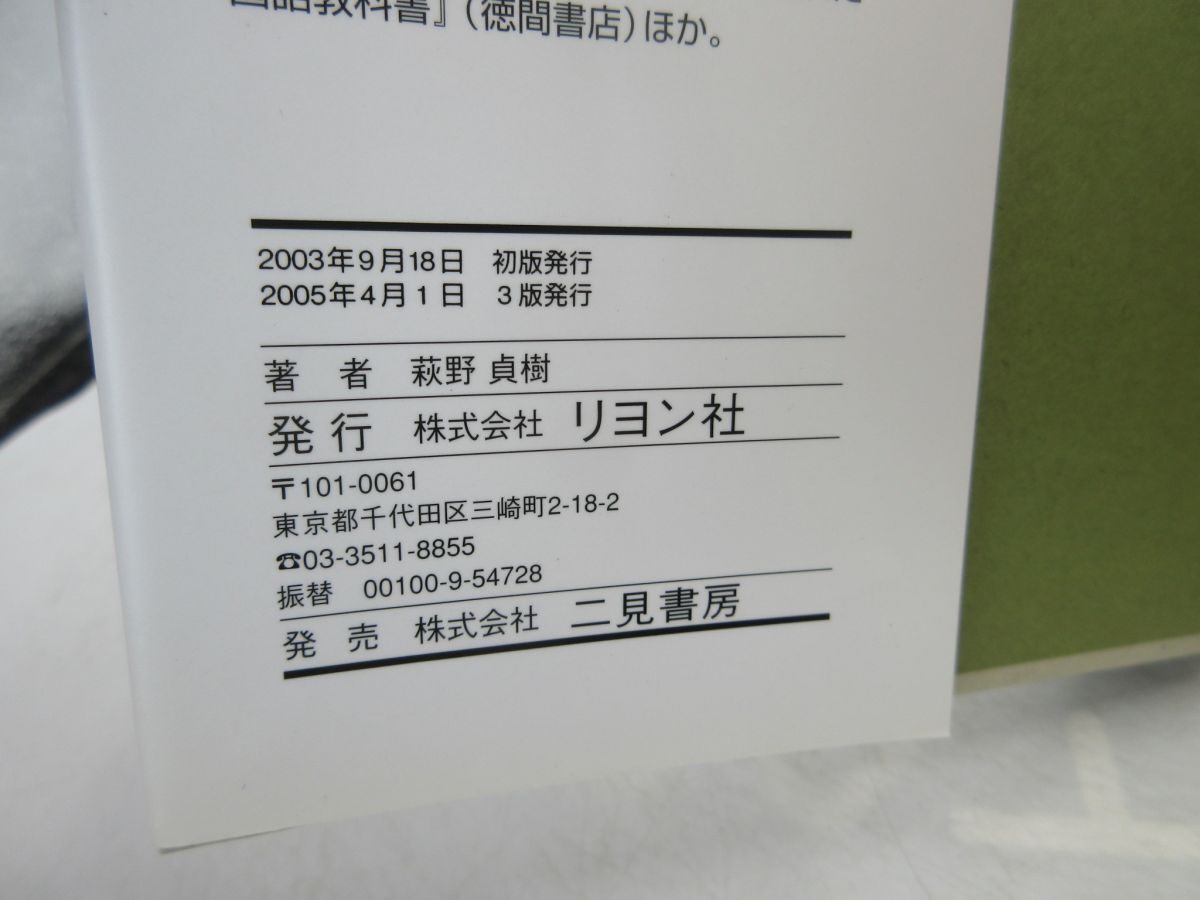 国語教科書』（徳間書店）ほか。
2003年9月18日　初版発行
2005年4月1日　3版発行
著　者　萩野 貞樹
発行　株式会社 リヨン社
〒101-0061
東京都千代田区三崎町2-18-2
☎03-3511-8855
振替　00100-9-54728
発　売　株式会社　二見書房